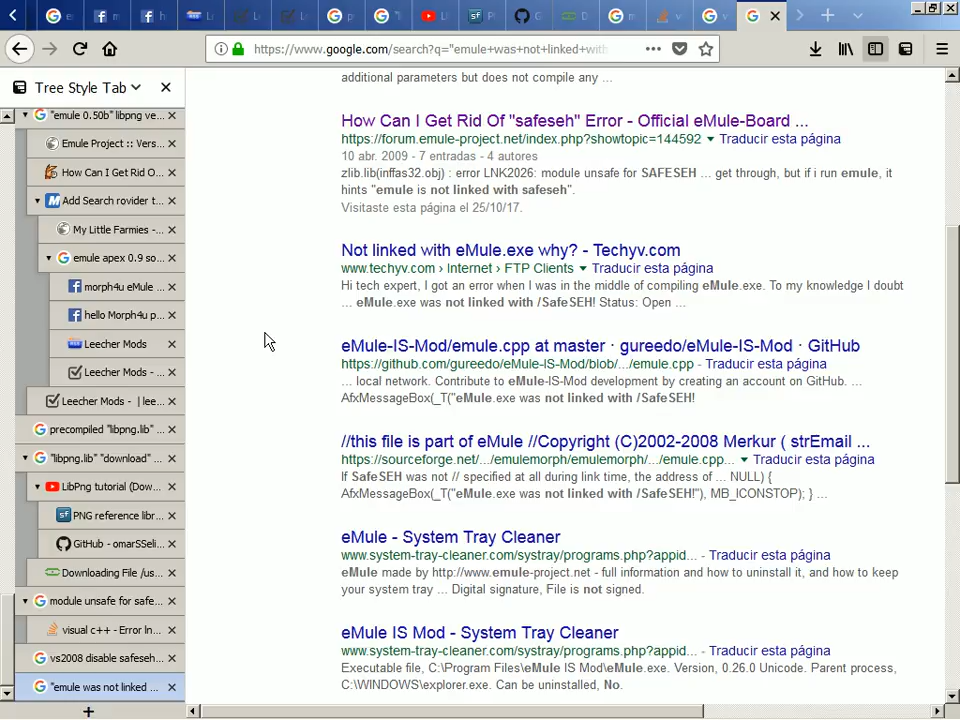 https://www.google.com/search?q="emule+was+not+linked+with
Tree Style Tab
"emule 0.50b" libpng ve...
Emule Project :: Vers...
How Can I Get Rid O...
Add Search rovider t...
My Little Farmies -...
emule apex 0.9 so...
morph4u eMule ...
hello Morph4u p...
Leecher Mods
Leecher Mods - ...
Leecher Mods - | lee...
precompiled "libpng.lib" ...
"libpng.lib" "download" ...
LibPng tutorial (Dow...
PNG reference libr...
GitHub - omarSSeli...
Downloading File /us...
module unsafe for safe...
visual c++ - Error ln...
vs2008 disable safeseh...
"emule was not linked ...
additional parameters but does not compile any ...
How Can I Get Rid Of "safeseh" Error - Official eMule-Board ...
https://forum.emule-project.net/index.php?showtopic=144592 Traducir esta página
10 abr. 2009 - 7 entradas - 4 autores
zlib.lib(inffas32.obj) : error LNK2026: module unsafe for SAFESEH ... get through, but if i run emule, it
hints "emule is not linked with safeseh".
Visitaste esta página el 25/10/17.
Not linked with eMule.exe why? - Techyv.com
www.techyv.com › Internet › FTP Clients Traducir esta página
Hi tech expert, I got an error when I was in the middle of compiling eMule.exe. To my knowledge I doubt
... eMule.exe was not linked with /SafeSEH! Status: Open ...
eMule-IS-Mod/emule.cpp at master · gureedo/eMule-IS-Mod · GitHub
https://github.com/gureedo/eMule-IS-Mod/blob/.../emule.cpp - Traducir esta página
... local network. Contribute to eMule-IS-Mod development by creating an account on GitHub. ...
AfxMessageBox(_T("eMule.exe was not linked with /SafeSEH!
//this file is part of eMule //Copyright (C)2002-2008 Merkur ( strEmail ...
https://sourceforge.net/.../emulemorph/emulemorph/.../emule.cpp... Traducir esta página
If SafeSEH was not // specified at all during link time, the address of ... NULL) {
AfxMessageBox(_T("eMule.exe was not linked with /SafeSEH!"), MB_ICONSTOP); } ...
eMule - System Tray Cleaner
www.system-tray-cleaner.com/systray/programs.php?appid... - Traducir esta página
eMule made by http://www.emule-project.net - full information and how to uninstall it, and how to keep
your system tray ... Digital signature, File is not signed.
eMule IS Mod - System Tray Cleaner
www.system-tray-cleaner.com/systray/programs.php?appid... - Traducir esta página
Executable file, C:\Program Files\eMule IS Mod\eMule.exe. Version, 0.26.0 Unicode. Parent process,
C:\WINDOWS\explorer.exe. Can be uninstalled, No.